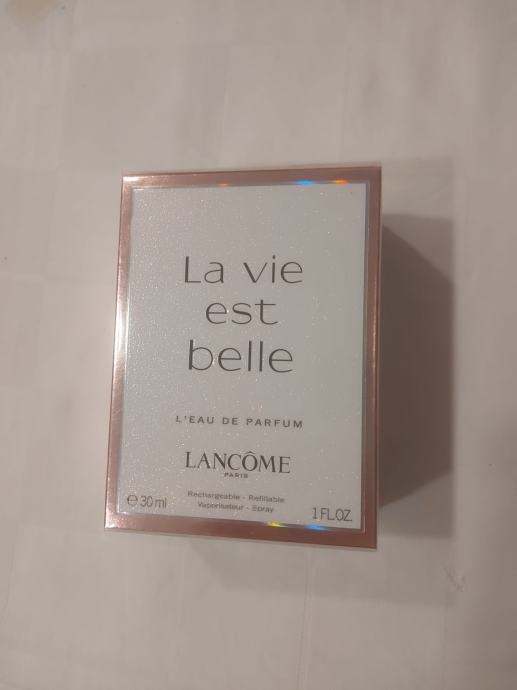 La vie
est
belle
L'EAU DE PARFUM
LANCÔME
PARIS
Rechargeable - Refillable
Vaporisateur - Spray
℮ 30 ml
1 FL.OZ.